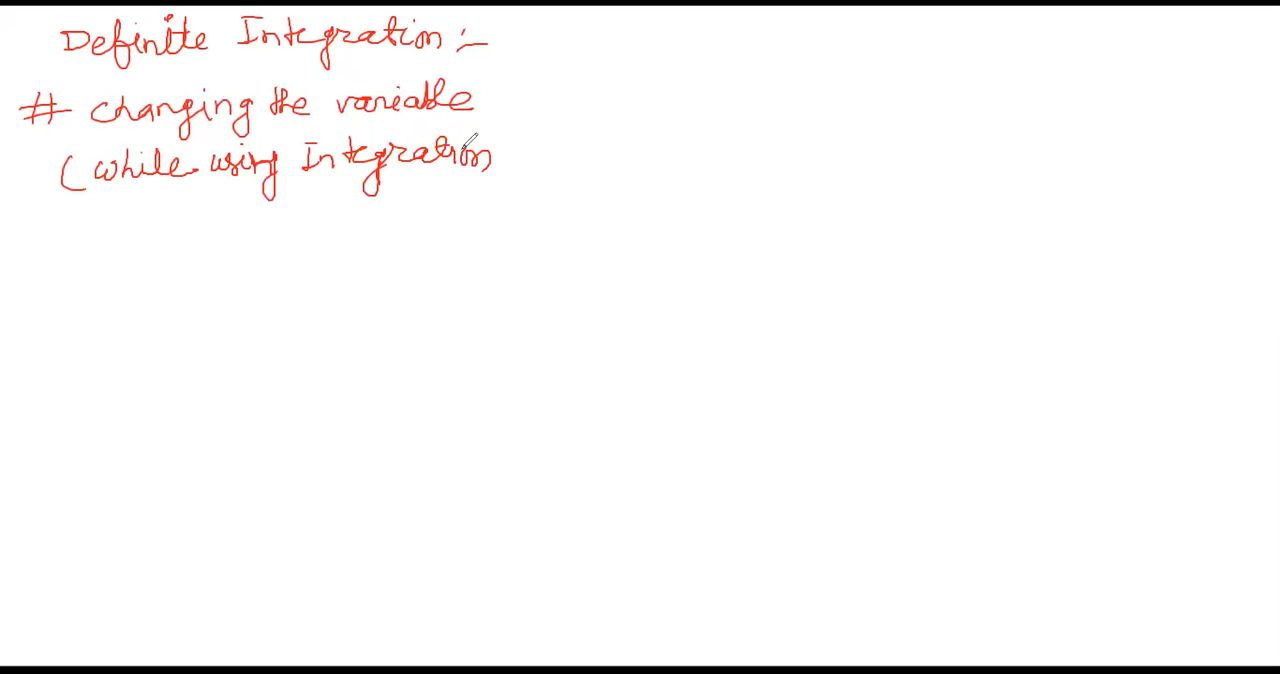 Definite Integration :-
# changing the variable
(while using Integration